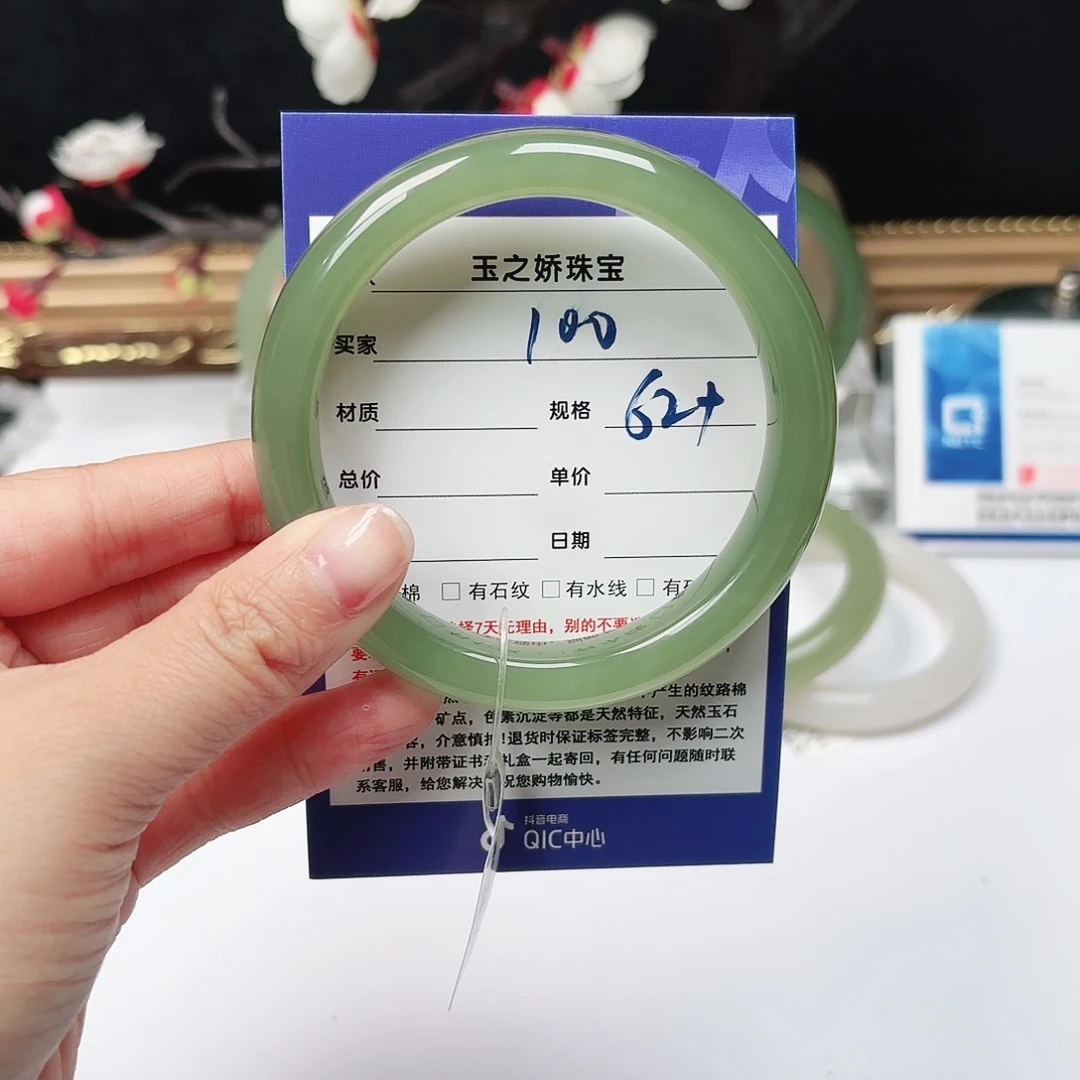 玉之娇珠宝
买家 100
材质 规格 62+
总价 单价
日期
棉 □ 有石纹 □ 有水线 □ 有
择7天无理由，别的不要
要
有
产生的纹路棉
矿点，色素沉淀等都是天然特征，天然玉石
介意慎拍!退货时保证标签完整，不影响二次
售，并附带证书和礼盒一起寄回，有任何问题随时联
系客服，给您解决 祝您购物愉快。
抖音电商
QIC中心